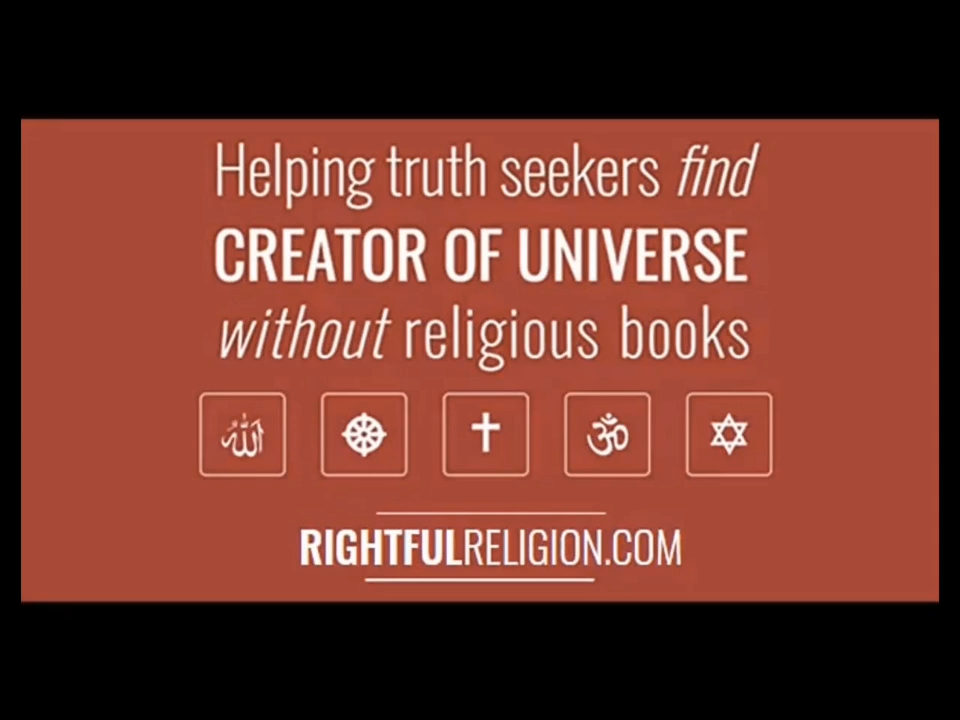 Helping truth seekers find
CREATOR OF UNIVERSE
without religious books
ﷲ ॐ
RIGHTFULRELIGION.COM